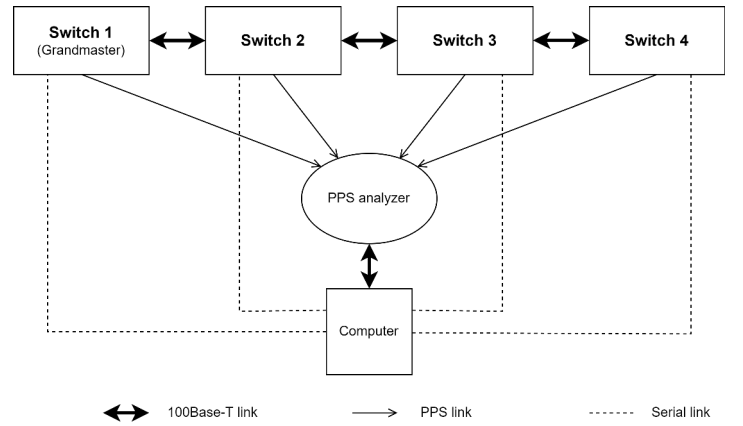 Switch 1
(Grandmaster)
Switch 2
Switch 3
Switch 4
PPS analyzer
Computer
100Base-T link
PPS link
Serial link